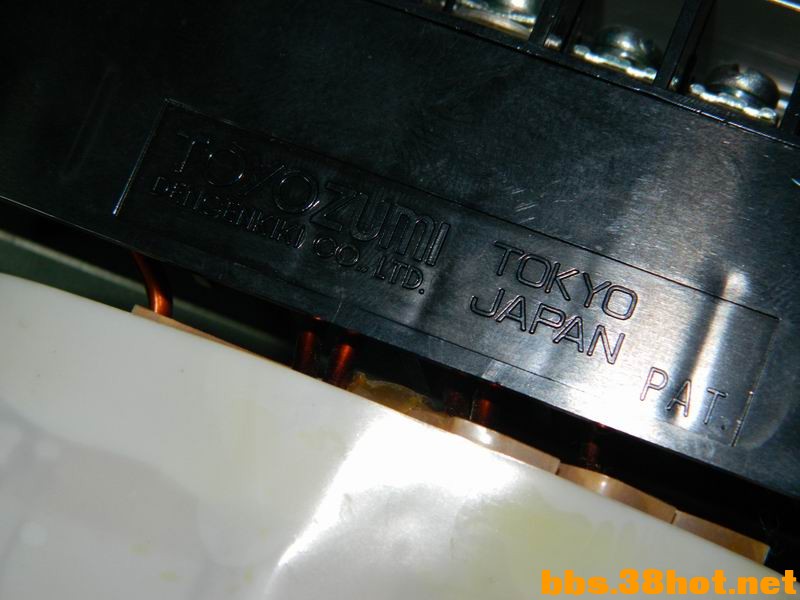 TOYOZUMI
DENGENKIKI CO., LTD.
TOKYO
JAPAN
PAT.
bbs.38hot.net